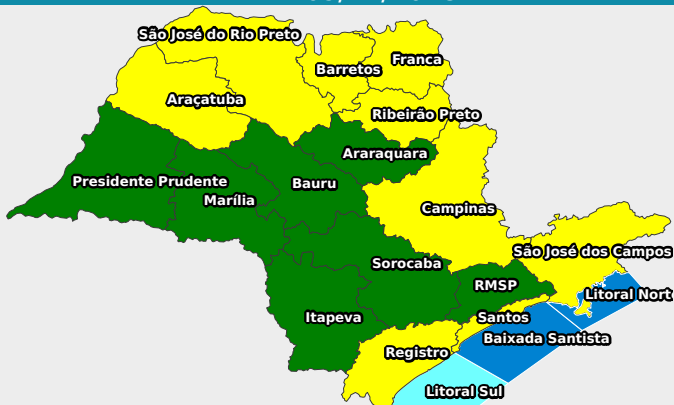 São José do Rio Preto
Franca
Barretos
Araçatuba
Ribeirão Preto
Araraquara
Presidente Prudente
Bauru
Marília
Campinas
São José dos Campos
Sorocaba
RMSP
Litoral Nort
Itapeva
Santos
Baixada Santista
Registro
Litoral Sul